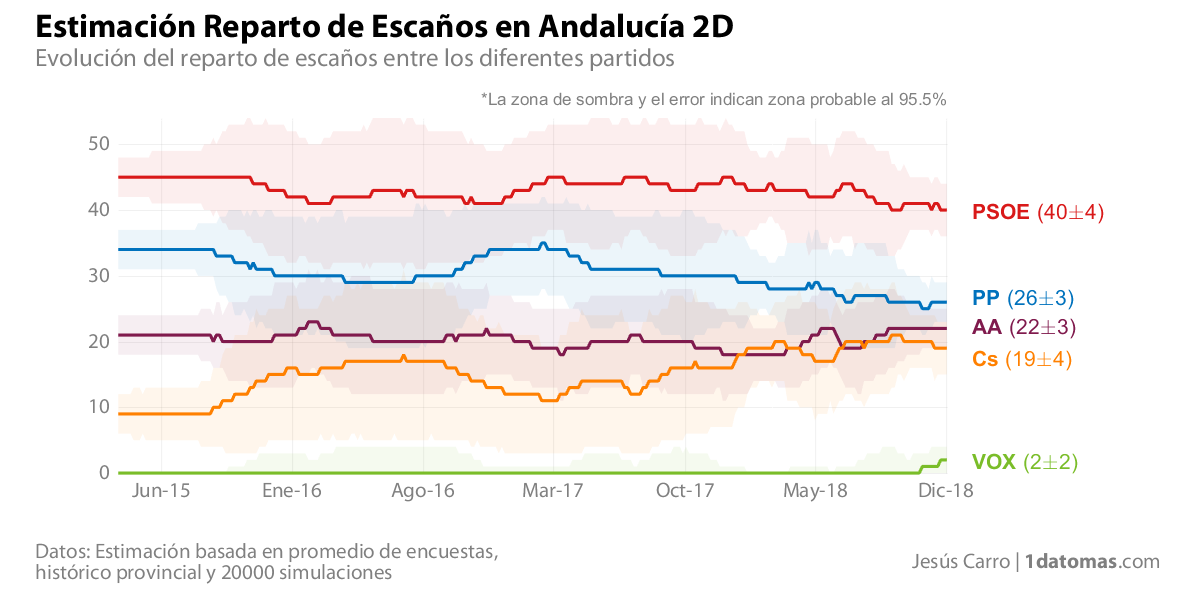 Estimación Reparto de Escaños en Andalucía 2D
Evolución del reparto de escaños entre los diferentes partidos
*La zona de sombra y el error indican zona probable al 95.5%
50
40
30
20
10
0
PSOE (40±4)
PP (26±3)
AA (22±3)
Cs (19±4)
VOX (2±2)
Jun-15 Ene-16 Ago-16 Mar-17 Oct-17 May-18 Dic-18
Datos: Estimación basada en promedio de encuestas,
histórico provincial y 20000 simulaciones
Jesús Carro | 1datomas.com